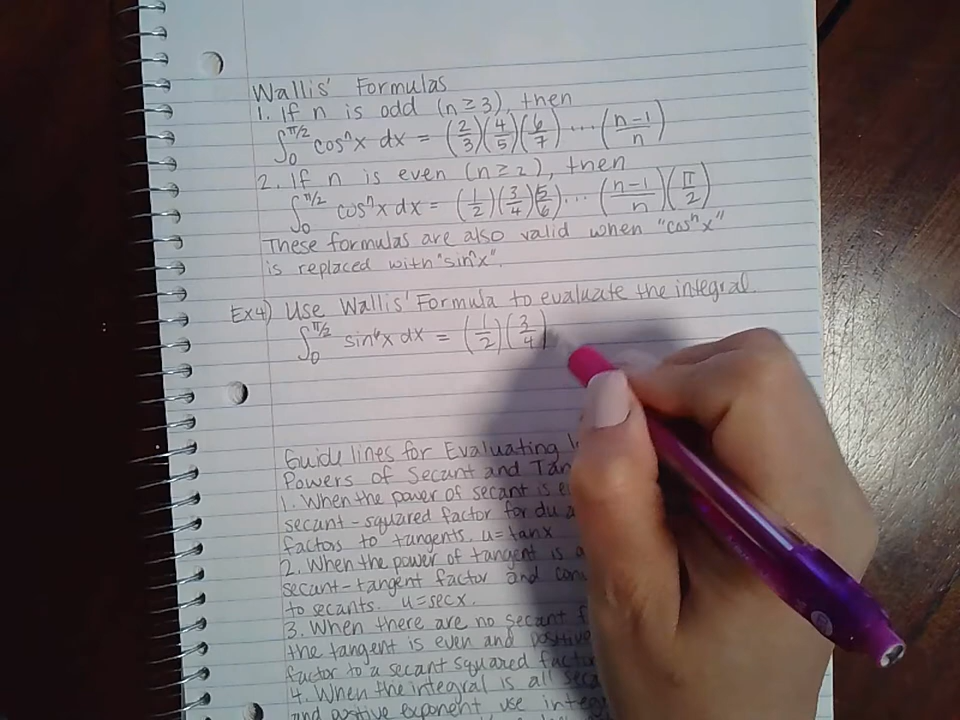 Wallis' Formulas
1. If n is odd (n ≥ 3), then
∫₀^π/2 cosⁿx dx = (2/3)(4/5)(6/7) ... (n-1/n)
2. If n is even (n ≥ 2), then
∫₀^π/2 cosⁿx dx = (1/2)(3/4)(5/6) ... (n-1/n)(π/2)
These formulas are also valid when "cosⁿx"
is replaced with "sinⁿx".
Ex4) Use Wallis' Formula to evaluate the integral.
∫₀^π/2 sin⁶x dx = (1/2)(3/4)
Guidelines for Evaluating
Powers of Secant and Tan
1. When the power of secant is
secant-squared factor for du
factors to tangents. u=tanx
2. When the power of tangent is
secant-tangent factor and con
to secants. u=secx.
3. When there are no secant f
the tangent is even and positive
factor to a secant squared factor
4. When the integral is all seca
and postive exponent use integ